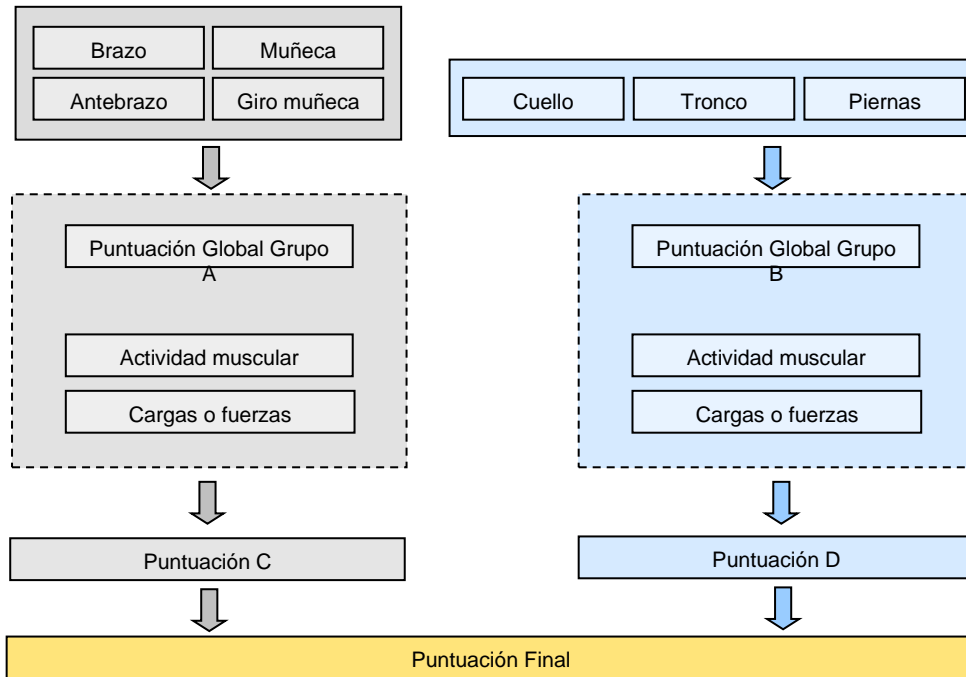 Brazo
Muñeca
Antebrazo
Giro muñeca
Cuello
Tronco
Piernas
Puntuación Global Grupo
A
Puntuación Global Grupo
B
Actividad muscular
Actividad muscular
Cargas o fuerzas
Cargas o fuerzas
Puntuación C
Puntuación D
Puntuación Final